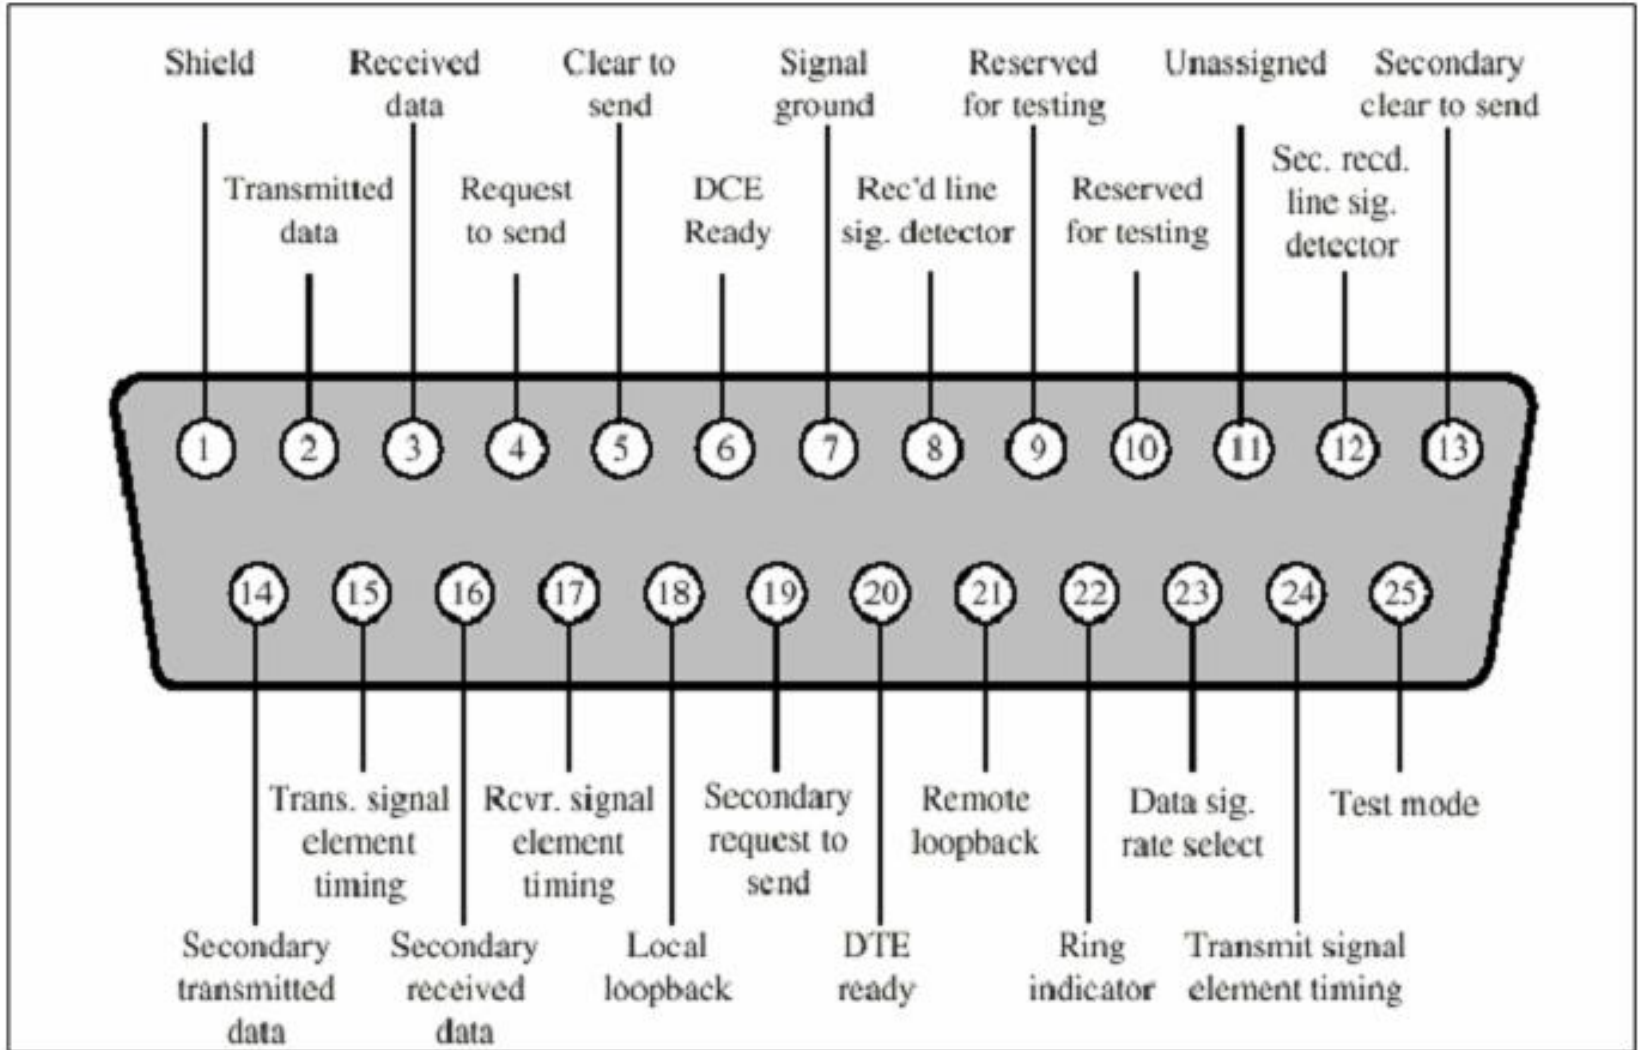 Shield
Received
data
Clear to
send
Signal
ground
Reserved
for testing
Unassigned
Secondary
clear to send
Transmitted
data
Request
to send
DCE
Ready
Rec'd line
sig. detector
Reserved
for testing
Sec. recd.
line sig.
detector
1 2 3 4 5 6 7 8 9 10 11 12 13
14 15 16 17 18 19 20 21 22 23 24 25
Trans. signal
element
timing
Rcvr. signal
element
timing
Secondary
request to
send
Remote
loopback
Data sig.
rate select
Test mode
Secondary
transmitted
data
Secondary
received
data
Local
loopback
DTE
ready
Ring
indicator
Transmit signal
element timing